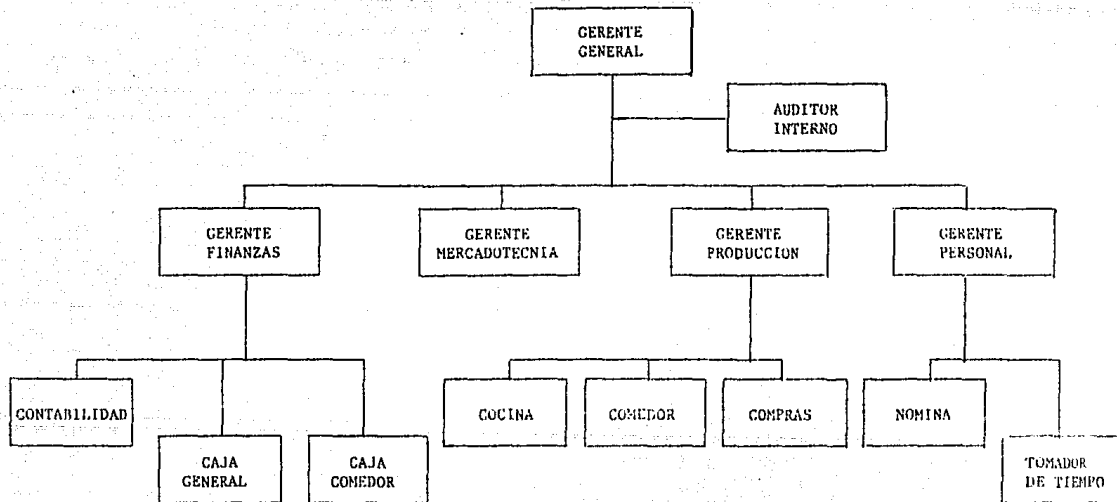 GERENTE
GENERAL
AUDITOR
INTERNO
GERENTE
FINANZAS
GERENTE
MERCADOTECNIA
GERENTE
PRODUCCION
GERENTE
PERSONAL
CONTABILIDAD
COCINA
COMEDOR
COMPRAS
NOMINA
CAJA
GENERAL
CAJA
COMEDOR
TOMADOR
DE TIEMPO